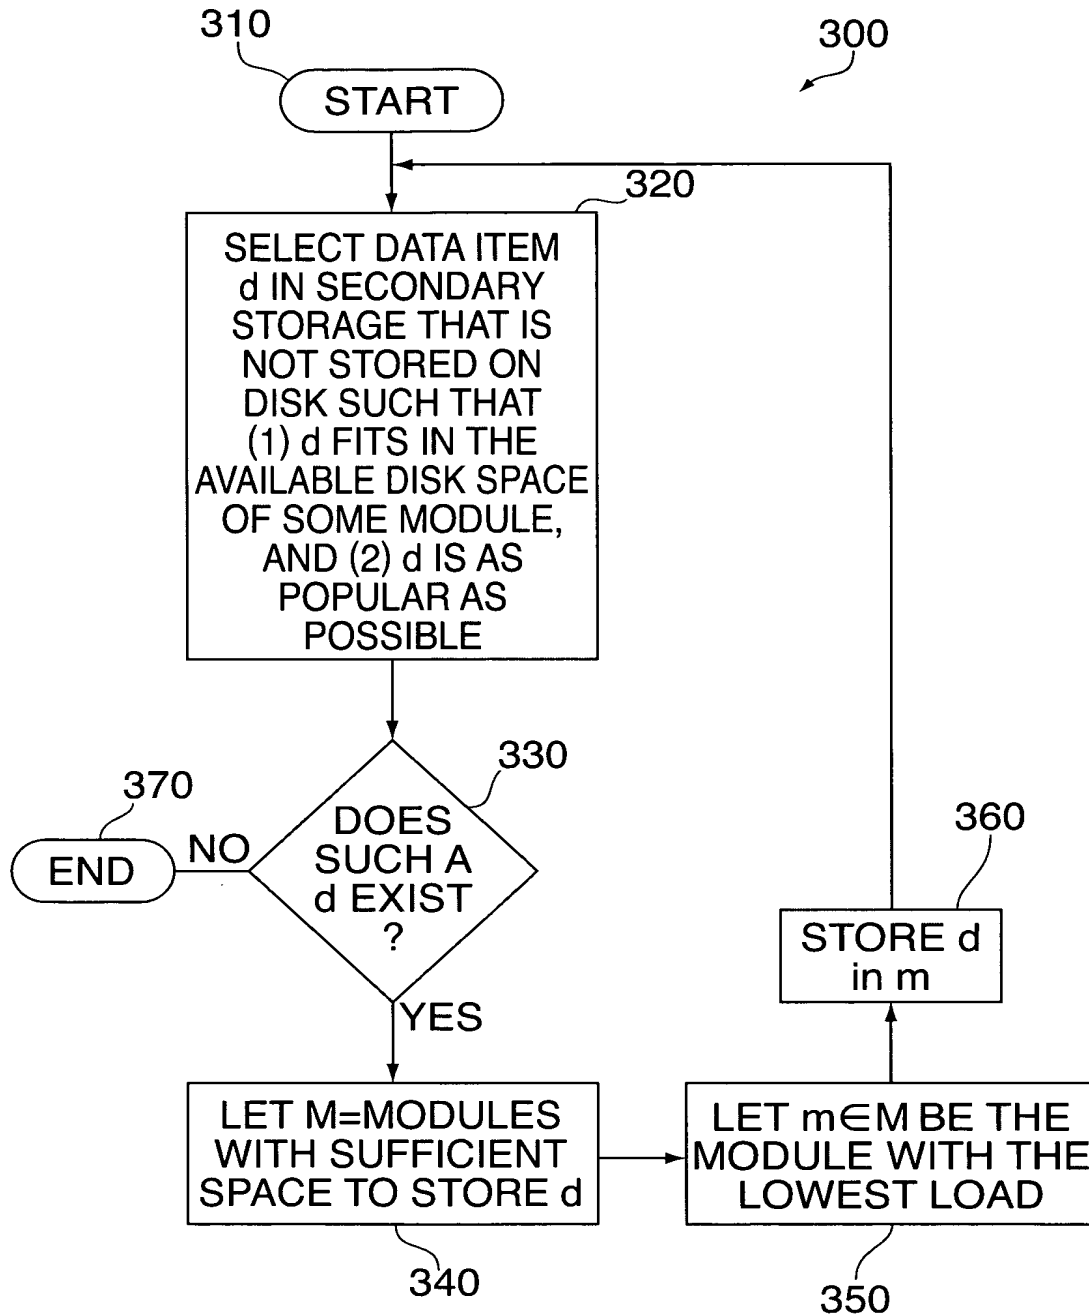 310
300
START
320
SELECT DATA ITEM
d IN SECONDARY
STORAGE THAT IS
NOT STORED ON
DISK SUCH THAT
(1) d FITS IN THE
AVAILABLE DISK SPACE
OF SOME MODULE,
AND (2) d IS AS
POPULAR AS
POSSIBLE
330
370
DOES
SUCH A
d EXIST
?
NO
END
360
STORE d
in m
YES
LET M=MODULES
WITH SUFFICIENT
SPACE TO STORE d
LET m∈M BE THE
MODULE WITH THE
LOWEST LOAD
340
350